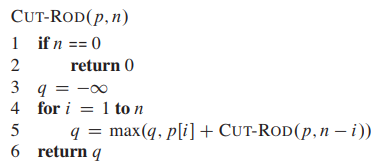 CUT-ROD(p, n)
1 if n == 0
2 return 0
3 q = -∞
4 for i = 1 to n
5 q = max(q, p[i] + CUT-ROD(p, n - i))
6 return q